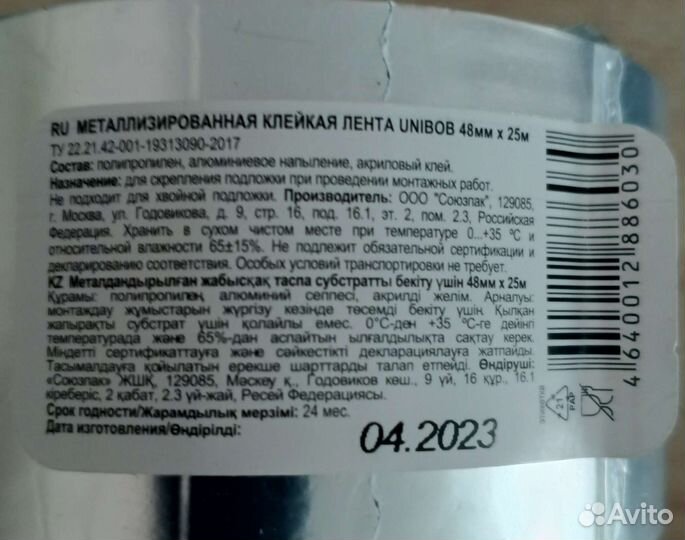 RU МЕТАЛЛИЗИРОВАННАЯ КЛЕЙКАЯ ЛЕНТА UNIBOB 48мм х 25м
ТУ 22.21.42-001-19313090-2017
Состав: полипропилен, алюминиевое напыление, акриловый клей.
Назначение: для скрепления подложки при проведении монтажных работ.
Не подходит для хвойной подложки. Производитель: ООО "Союзпак", 129085,
г. Москва, ул. Годовикова, д. 9, стр. 16, под. 16.1, эт. 2, пом. 2.3, Российская
Федерация. Хранить в сухом чистом месте при температуре 0...+35 °C и
относительной влажности 65±15%. Не подлежит обязательной сертификации и
декларированию соответствия. Особых условий транспортировки не требует.
KZ Металдандырылған жабысқақ таспа субстратты бекіту үшін 48мм х 25м
Құрамы: полипропилен, алюминий сеппесі, акрилді желім. Арналуы:
монтаждау жұмыстарын жүргізу кезінде төсемді бекіту үшін. Қылқан
жапырақты субстрат үшін қолайлы емес. 0°C-ден +35 °C-ге дейінгі
температурада және 65%-дан аспайтын ылғалдылықта сақтау керек.
Міндетті сертификаттауға және сәйкестікті декларациялауға жатпайды.
Тасымалдауға қойылатын ерекше шарттарды талап етпейді. Өндіруші:
«Союзпак» ЖШҚ, 129085, Мәскеу қ., Годовиков көш., 9 үй, 16 құр., 16.1
кіреберіс, 2 қабат, 2.3 үй-жай, Ресей Федерациясы.
Срок годности/Жарамдылық мерзімі: 24 мес.
Дата изготовления/Өндірілді:
04.2023
4640012886030
этикетка
21
PAP
Avito